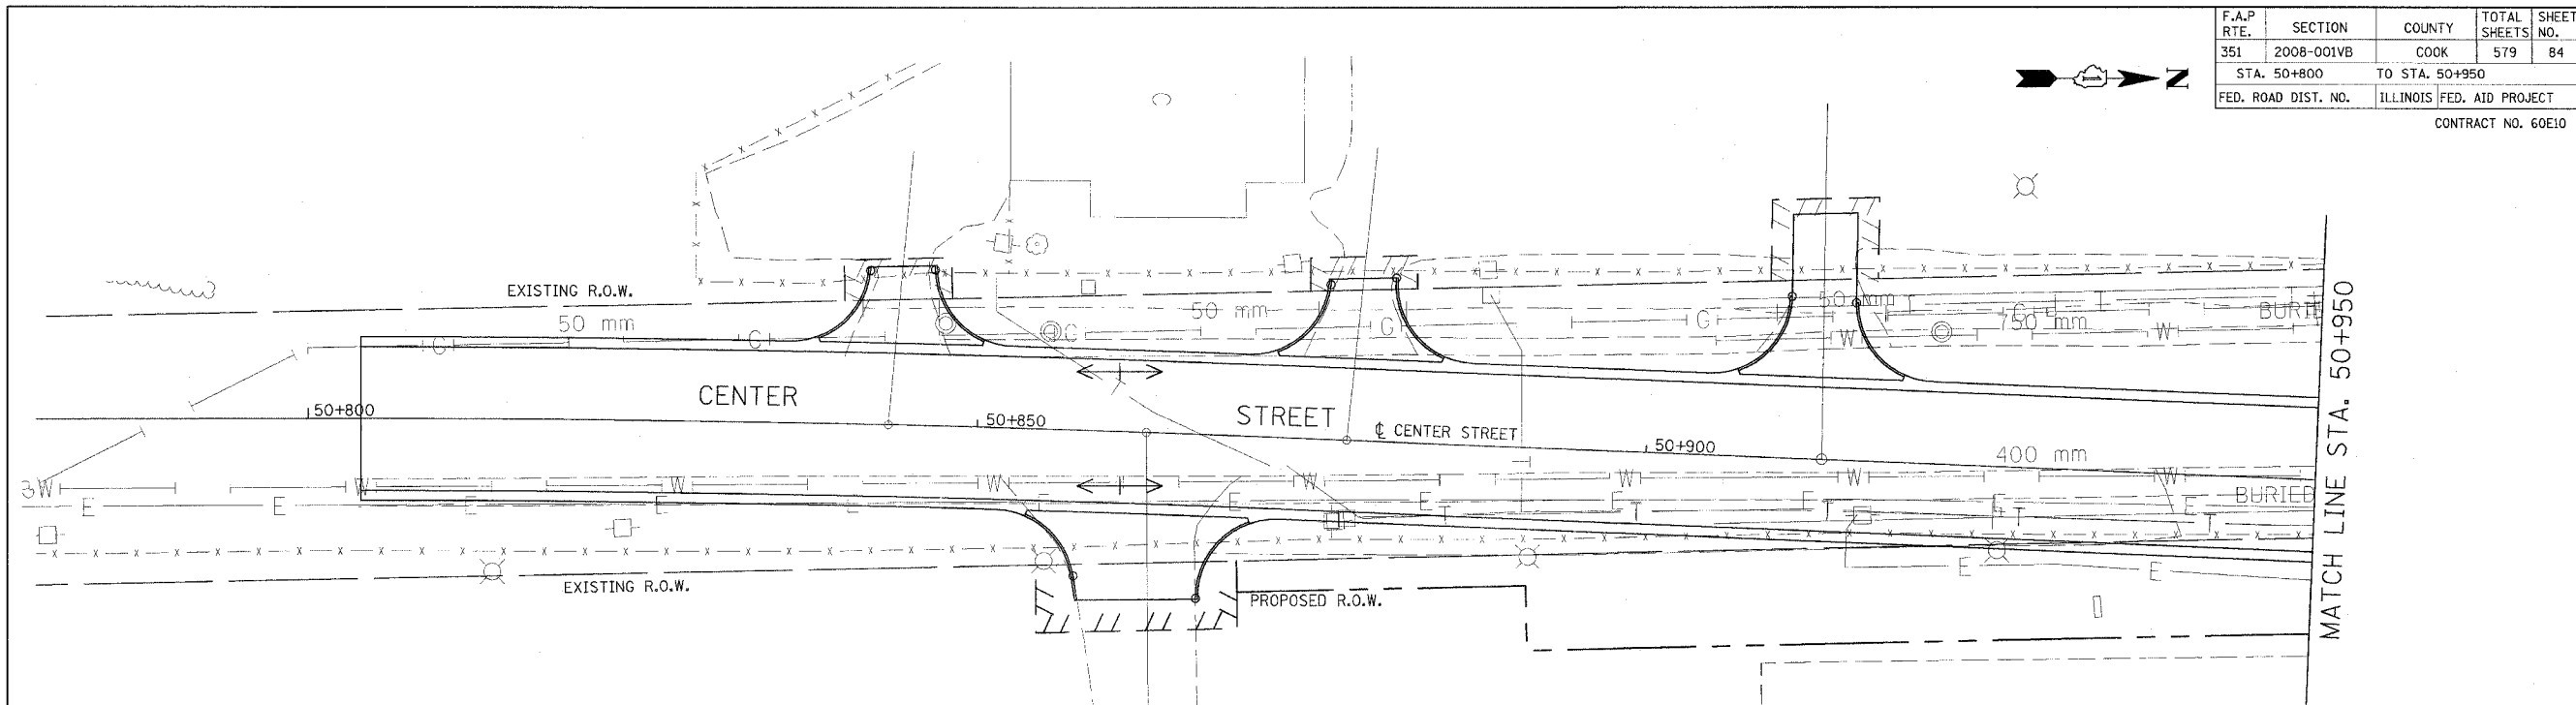 F.A.P RTE. SECTION COUNTY TOTAL SHEETS SHEET NO.
351 2008-001VB COOK 579 84
STA. 50+800 TO STA. 50+950
FED. ROAD DIST. NO. ILLINOIS FED. AID PROJECT
CONTRACT NO. 60E10
N
EXISTING R.O.W.
50 mm
50 mm
50 mm
750 mm
BURI
G G G G G G
W W
T T
CENTER STREET
50+800
50+850
℄ CENTER STREET
50+900
400 mm
3W W W W W W W W
E E E E E E E E E E
T T T T
BURIED
E E
EXISTING R.O.W.
PROPOSED R.O.W.
MATCH LINE STA. 50+950